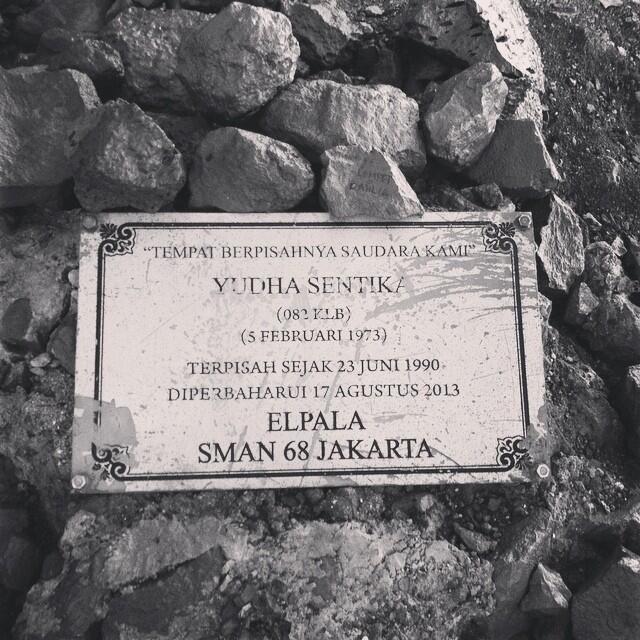 "TEMPAT BERPISAHNYA SAUDARA KAMI"
YUDHA SENTIKA
(082 KLB)
(5 FEBRUARI 1973)
TERPISAH SEJAK 23 JUNI 1990
DIPERBAHARUI 17 AGUSTUS 2013
ELPALA
SMAN 68 JAKARTA